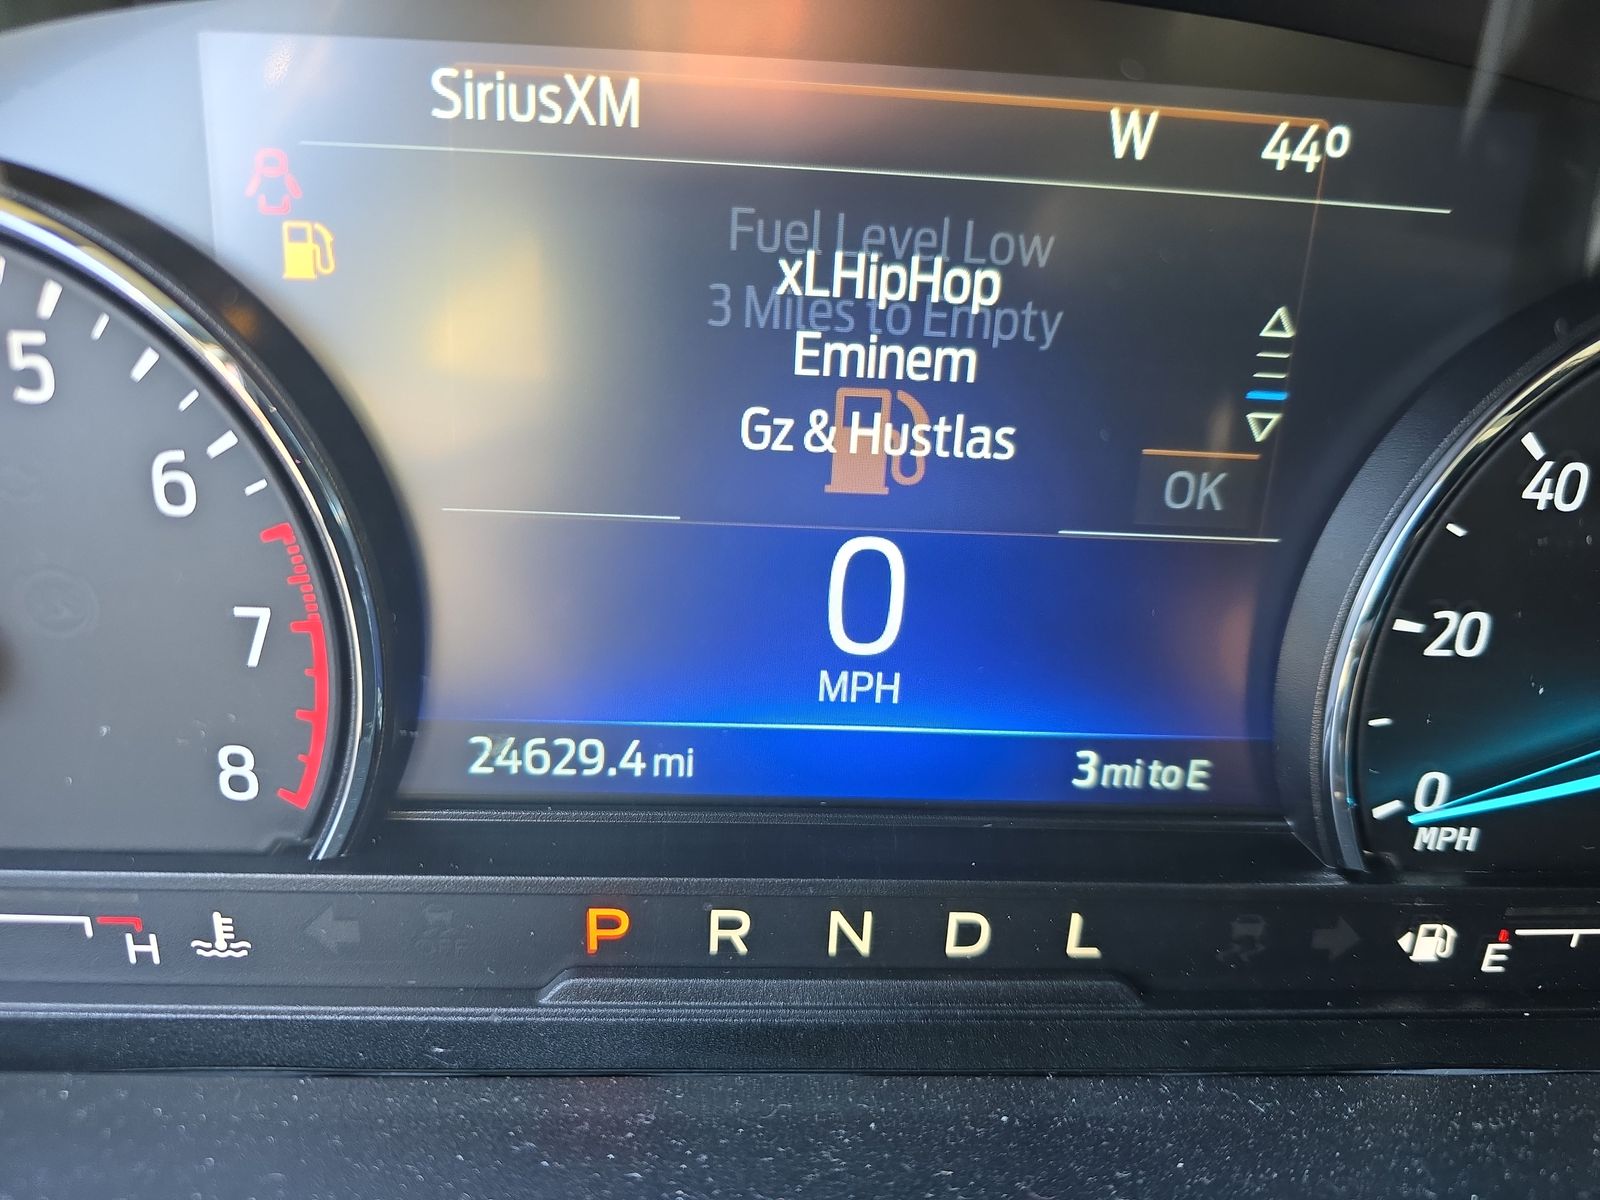 SiriusXM
W 44°
Fuel Level Low
xLHipHop
3 Miles to Empty
Eminem
Gz & Hustlas
OK
0
MPH
24629.4 mi
3 mi to E
5
6
7
8
40
20
0
MPH
H
OFF
P R N D L
E